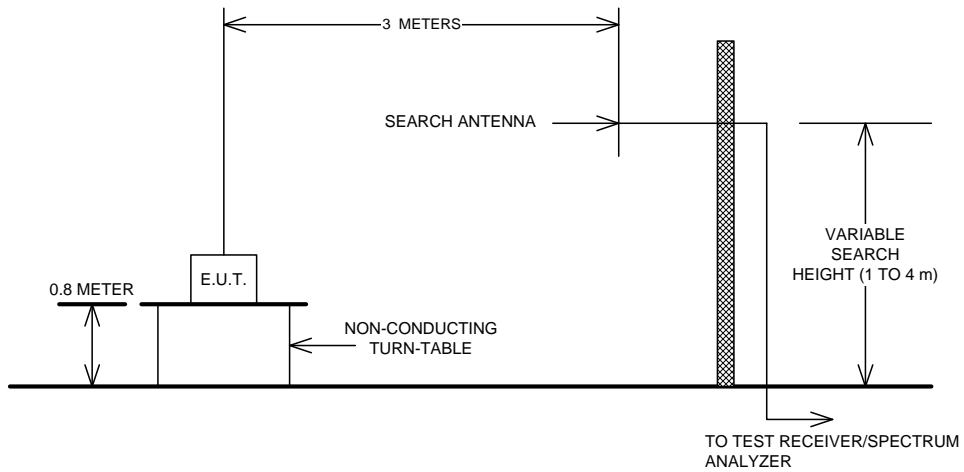 3 METERS
SEARCH ANTENNA
VARIABLE
SEARCH
HEIGHT (1 TO 4 m)
E.U.T.
0.8 METER
NON-CONDUCTING
TURN-TABLE
TO TEST RECEIVER/SPECTRUM
ANALYZER